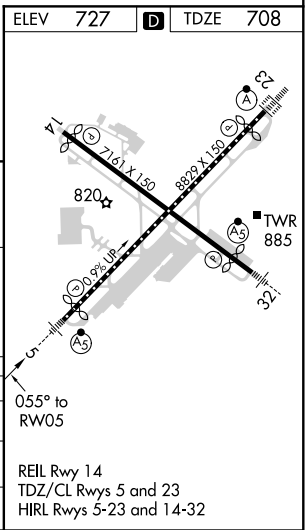 ELEV 727 D TDZE 708
23
A
14
P
P
7161 X 150
8829 X 150
820
TWR
885
A5
P
0.9% UP
32
P
A5
5
055° to
RW05
REIL Rwy 14
TDZ/CL Rwys 5 and 23
HIRL Rwys 5-23 and 14-32